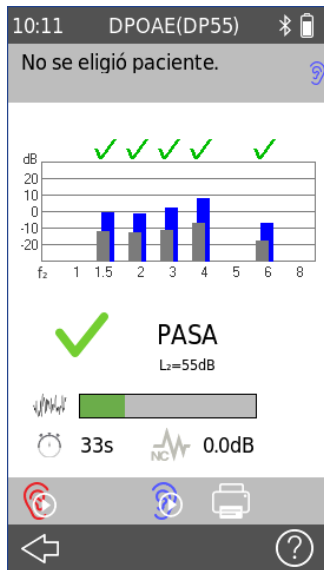 10:11 DPOAE(DP55)
No se eligió paciente.
dB
20
10
0
-10
-20
f₂ 1 1.5 2 3 4 5 6 8
PASA
L₂=55dB
33s NC 0.0dB
?